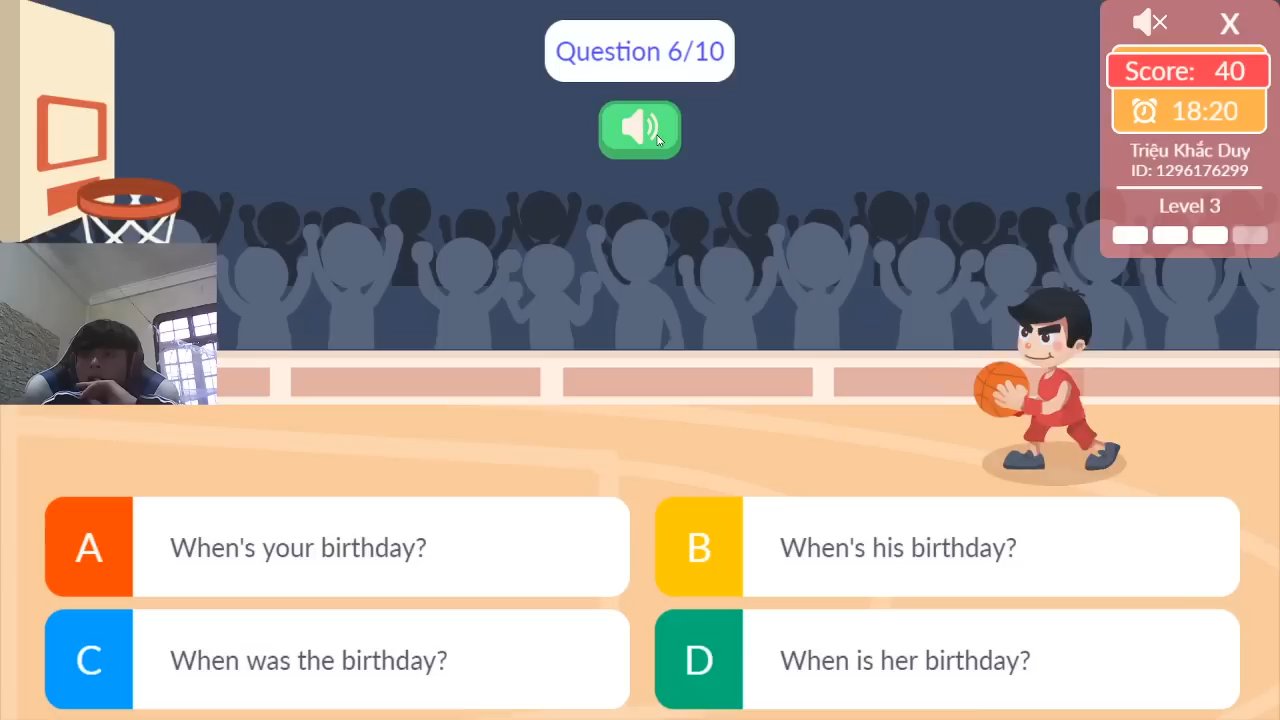 Question 6/10
X
Score: 40
18:20
Triệu Khắc Duy
ID: 1296176299
Level 3
A When's your birthday?
B When's his birthday?
C When was the birthday?
D When is her birthday?